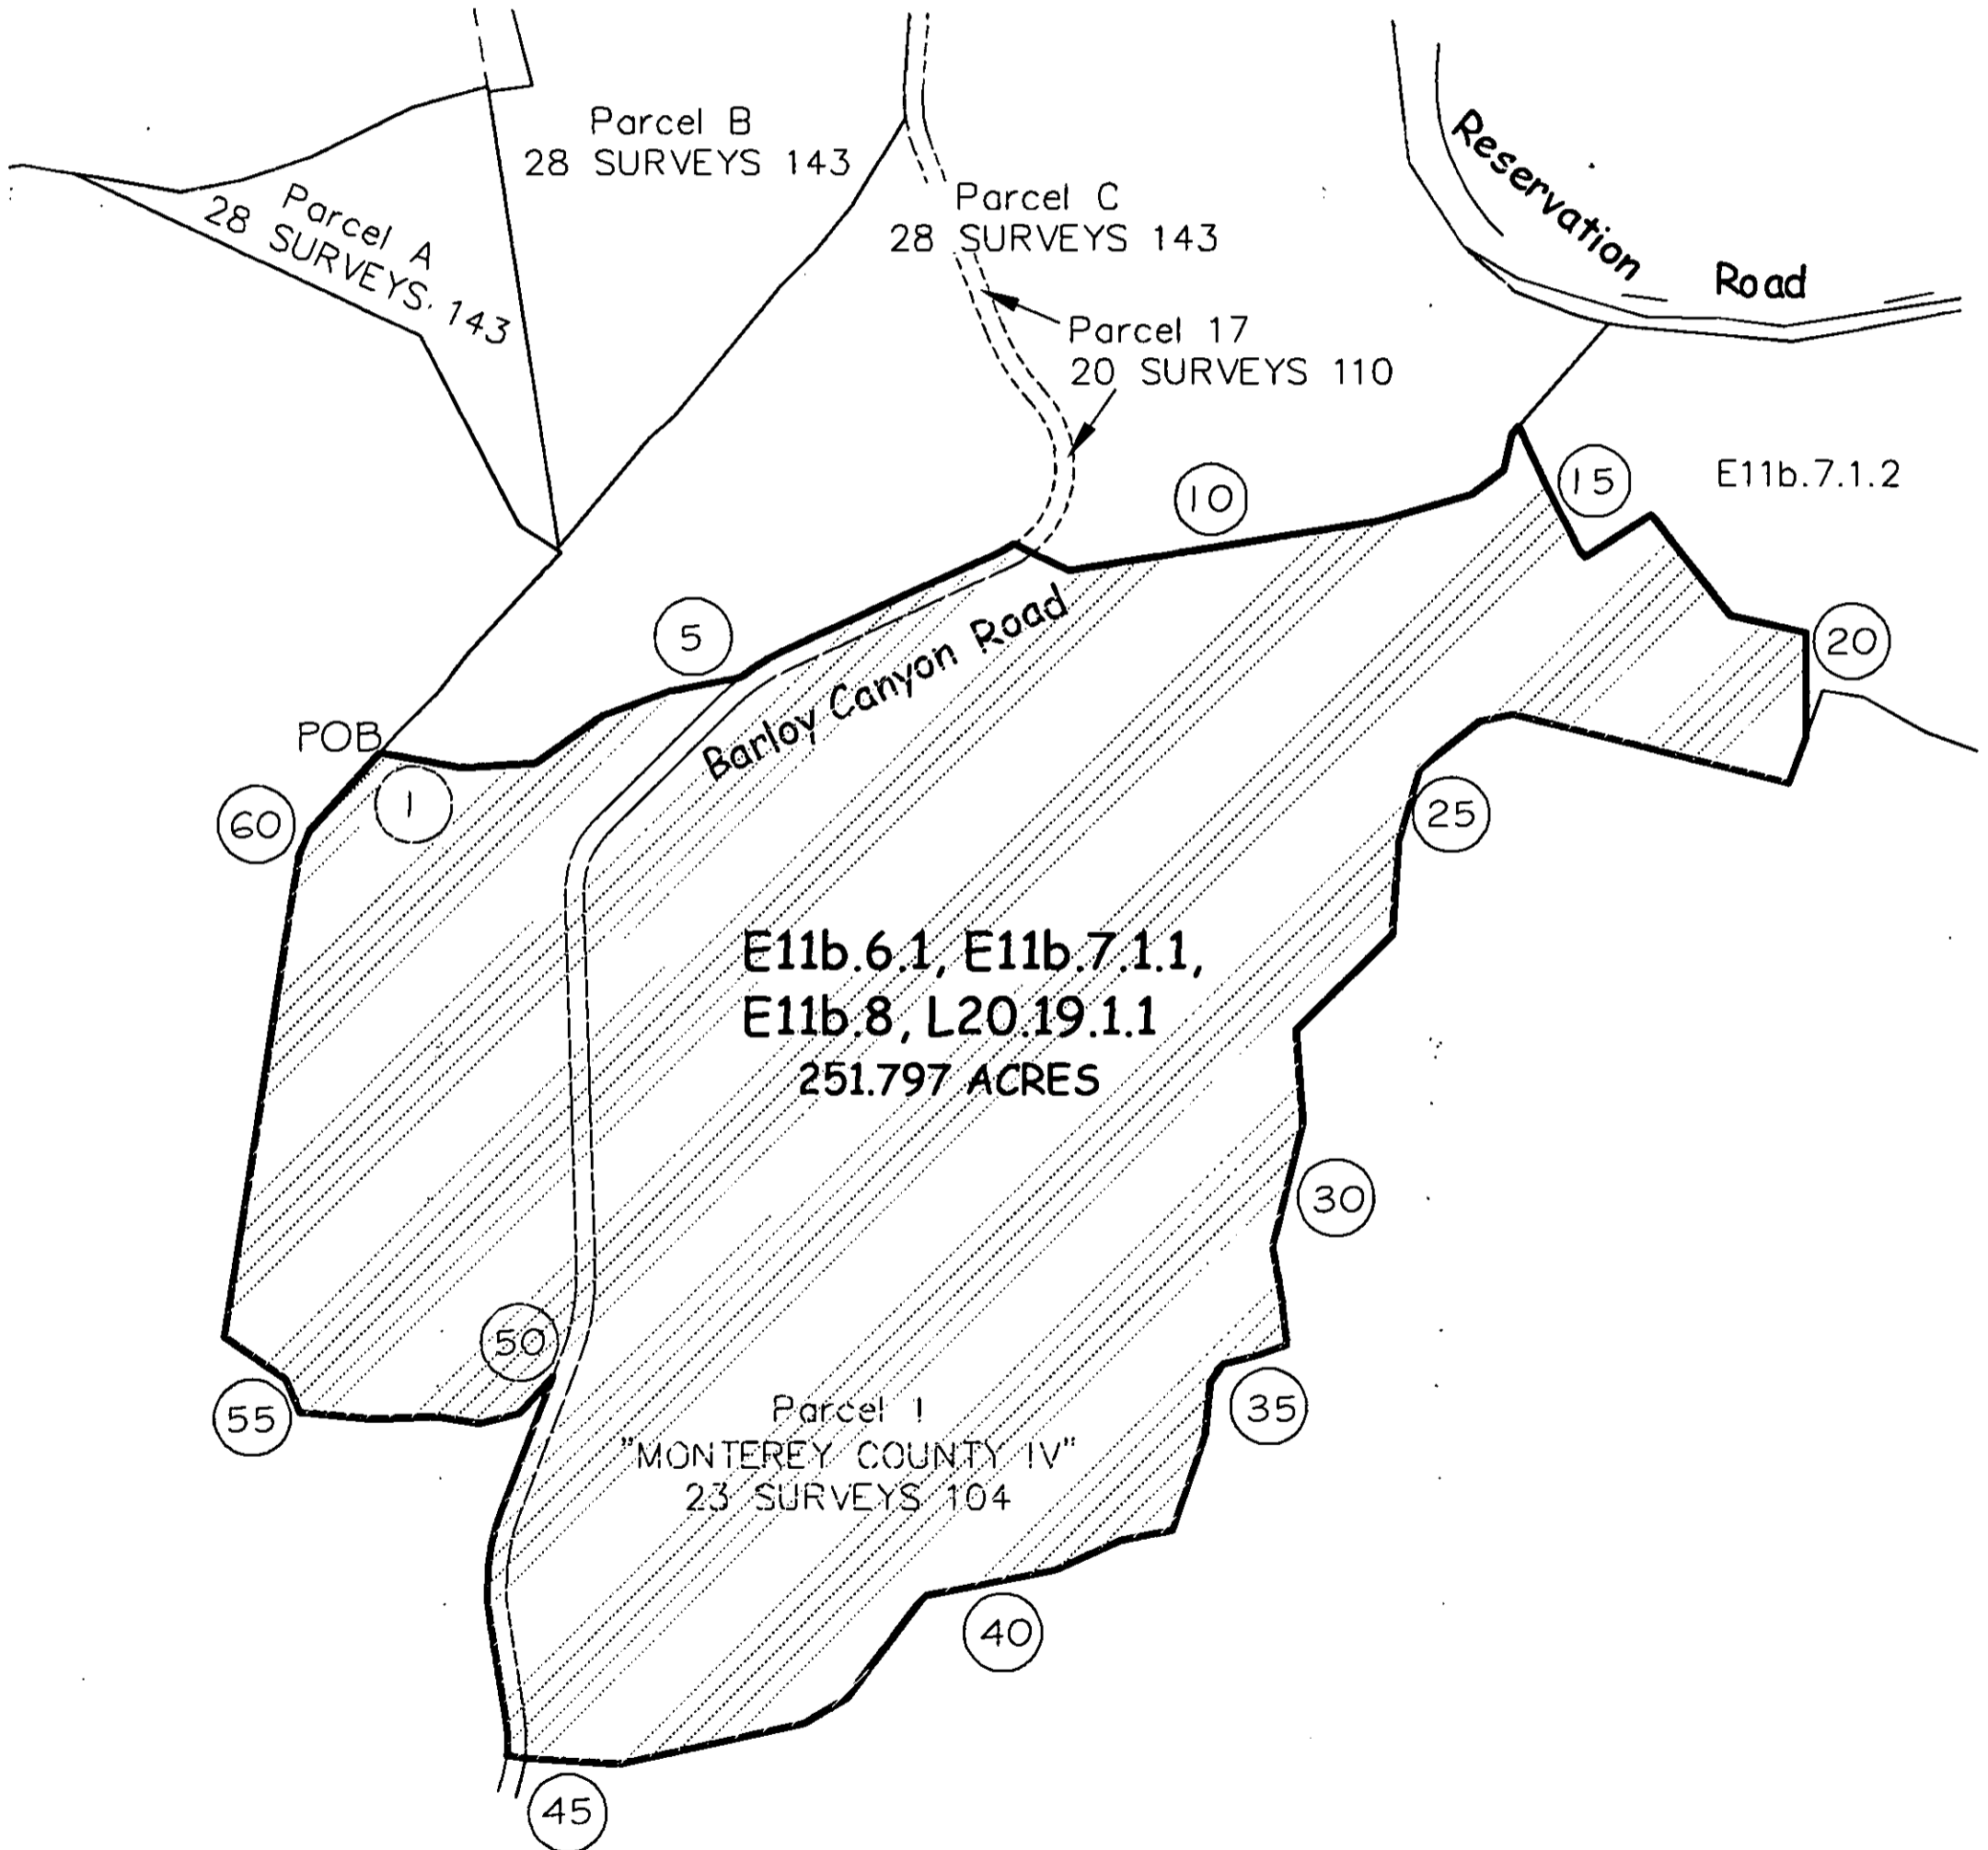 Parcel B
28 SURVEYS 143
Parcel A
28 SURVEYS 143
Parcel C
28 SURVEYS 143
Reservation Road
Parcel 17
20 SURVEYS 110
10
15
E11b.7.1.2
5
20
Barloy Canyon Road
POB
1
60
25
E11b.6.1, E11b.7.1.1,
E11b.8, L20.19.1.1
251.797 ACRES
30
50
55
35
Parcel 1
"MONTEREY COUNTY IV"
23 SURVEYS 104
40
45